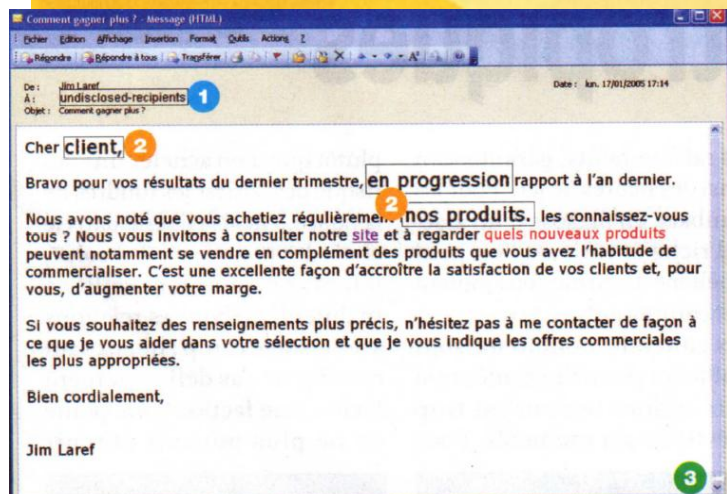 Comment gagner plus ? - Message (HTML)
Fichier Edition Affichage Insertion Format Outils Actions ?
Répondre Répondre à tous Transférer
De : Jim Laref
Date : lun. 17/01/2005 17:14
À : undisclosed-recipients 1
Objet : Comment gagner plus ?
Cher client, 2
Bravo pour nos résultats du dernier trimestre, en progression rapport à l'an dernier.
2
Nous avons noté que vous achetiez régulièrement nos produits. les connaissez-vous
tous ? Nous vous invitons à consulter notre site et à regarder quels nouveaux produits
peuvent notamment se vendre en complément des produits que vous avez l'habitude de
commercialiser. C'est une excellente façon d'accroître la satisfaction de vos clients et, pour
vous, d'augmenter votre marge.
Si vous souhaitez des renseignements plus précis, n'hésitez pas à me contacter de façon à
ce que je vous aider dans votre sélection et que je vous indique les offres commerciales
les plus appropriées.
Bien cordialement,
Jim Laref
3